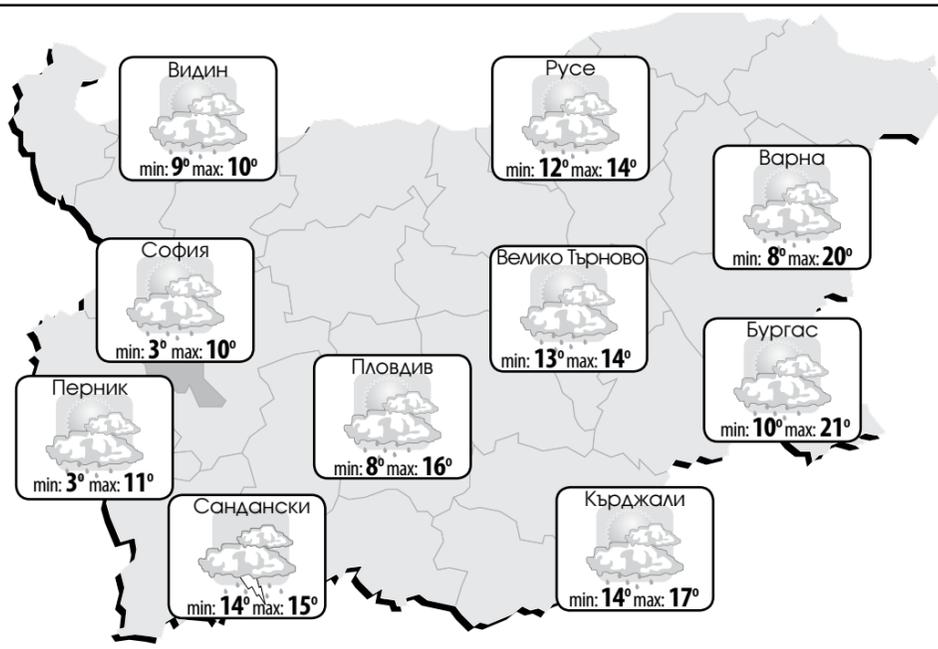 Видин
min: 9° max: 10°
Русе
min: 12° max: 14°
Варна
min: 8° max: 20°
София
min: 3° max: 10°
Велико Търново
min: 13° max: 14°
Бургас
min: 10° max: 21°
Пловдив
min: 8° max: 16°
Перник
min: 3° max: 11°
Сандански
min: 14° max: 15°
Кърджали
min: 14° max: 17°